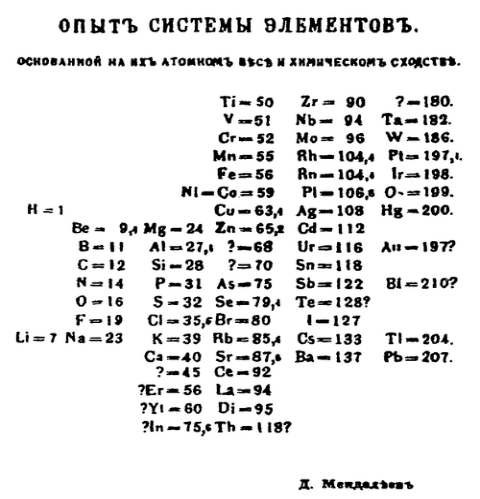 ОПЫТЪ СИСТЕМЫ ЭЛЕМЕНТОВЪ.
ОСНОВАННОЙ НА ИХЪ АТОМНОМЪ ВѢСѢ И ХИМИЧЕСКОМЪ СХОДСТВѢ.
Ti = 50 Zr = 90 ? = 180.
V = 51 Nb = 94 Ta = 182.
Cr = 52 Mo = 96 W = 186.
Mn = 55 Rh = 104,4 Pt = 197,1.
Fe = 56 Rn = 104,4 Ir = 198.
Ni = Co = 59 Pl = 106,6 O- = 199.
H = 1 Cu = 63,4 Ag = 108 Hg = 200.
Be = 9,4 Mg = 24 Zn = 65,2 Cd = 112
B = 11 Al = 27,1 ? = 68 Ur = 116 Au = 197?
C = 12 Si = 28 ? = 70 Sn = 118
N = 14 P = 31 As = 75 Sb = 122 Bi = 210?
O = 16 S = 32 Se = 79,4 Te = 128?
F = 19 Cl = 35,5 Br = 80 I = 127
Li = 7 Na = 23 K = 39 Rb = 85,4 Cs = 133 Tl = 204.
Ca = 40 Sr = 87,6 Ba = 137 Pb = 207.
? = 45 Ce = 92
?Er = 56 La = 94
?Yt = 60 Di = 95
?In = 75,6 Th = 118?
Д. Менделѣевъ